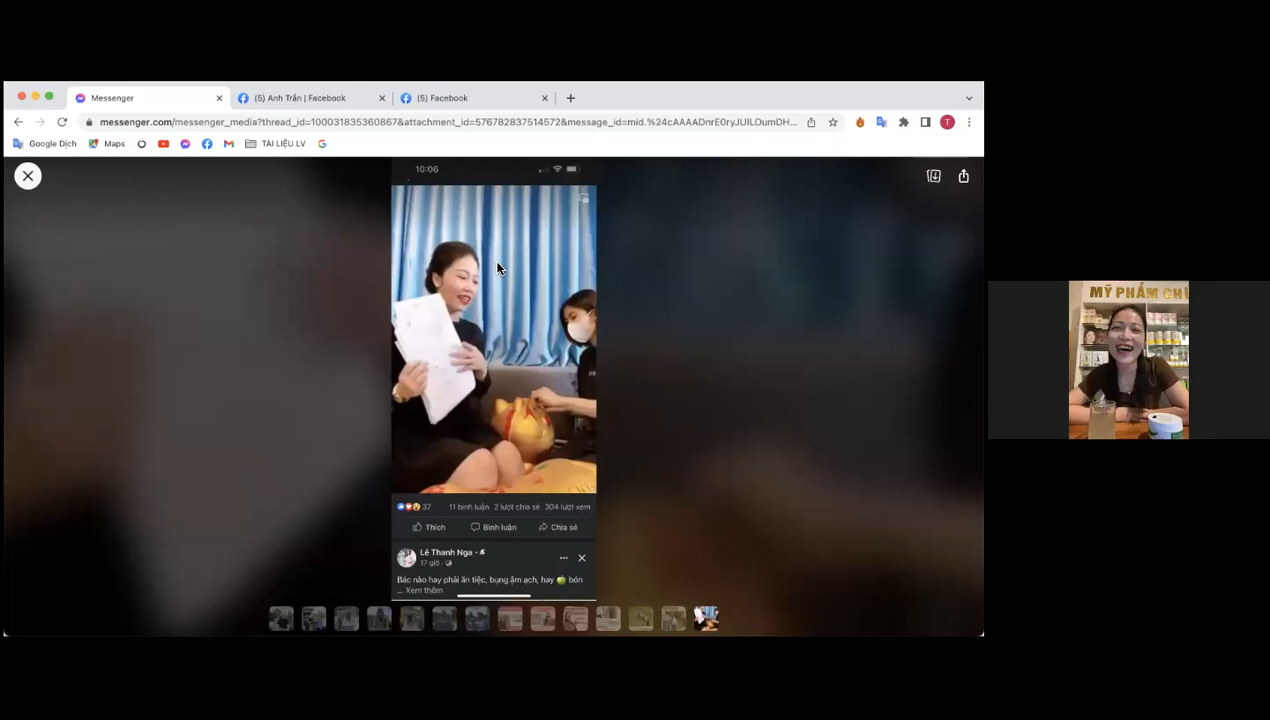 Messenger
(5) Anh Trần | Facebook
(5) Facebook
messenger.com/messenger_media?thread_id=100031835360867&attachment_id=576782837514572&message_id=mid.%24cAAAADnrE0ryJUILOumDH...
T
Google Dịch
Maps
TÀI LIỆU LV
10:06
37
11 bình luận 2 lượt chia sẻ 304 lượt xem
Thích
Bình luận
Chia sẻ
Lê Thanh Nga
17 giờ
Bác nào hay phải ăn tiệc, bụng ậm ạch, hay 🍏 bón
... Xem thêm
MỸ PHẨM CHÍ